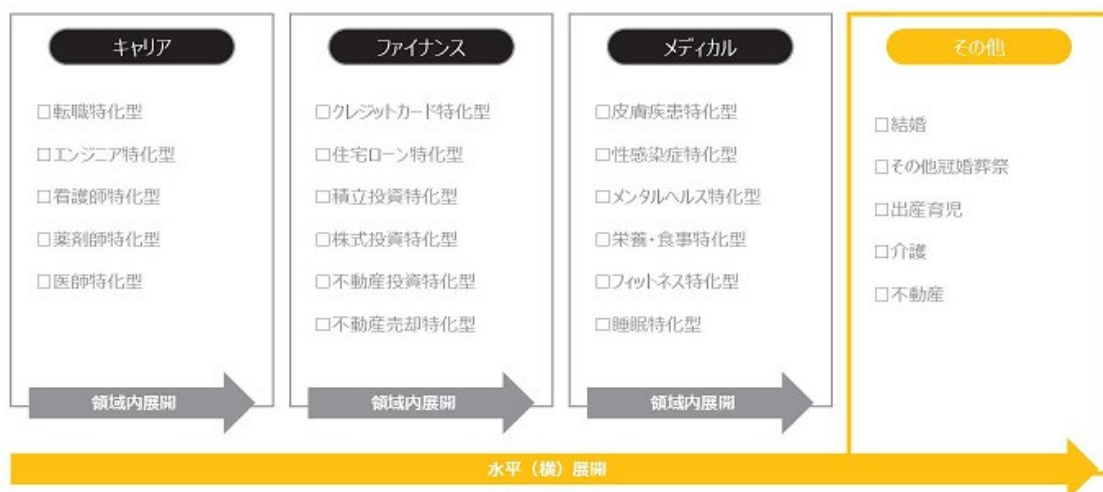 キャリア
□転職特化型
□エンジニア特化型
□看護師特化型
□薬剤師特化型
□医師特化型
領域内展開
ファイナンス
□クレジットカード特化型
□住宅ローン特化型
□積立投資特化型
□株式投資特化型
□不動産投資特化型
□不動産売却特化型
領域内展開
メディカル
□皮膚疾患特化型
□性感染症特化型
□メンタルヘルス特化型
□栄養・食事特化型
□フィットネス特化型
□睡眠特化型
領域内展開
その他
□結婚
□その他冠婚葬祭
□出産育児
□介護
□不動産
水平（横）展開